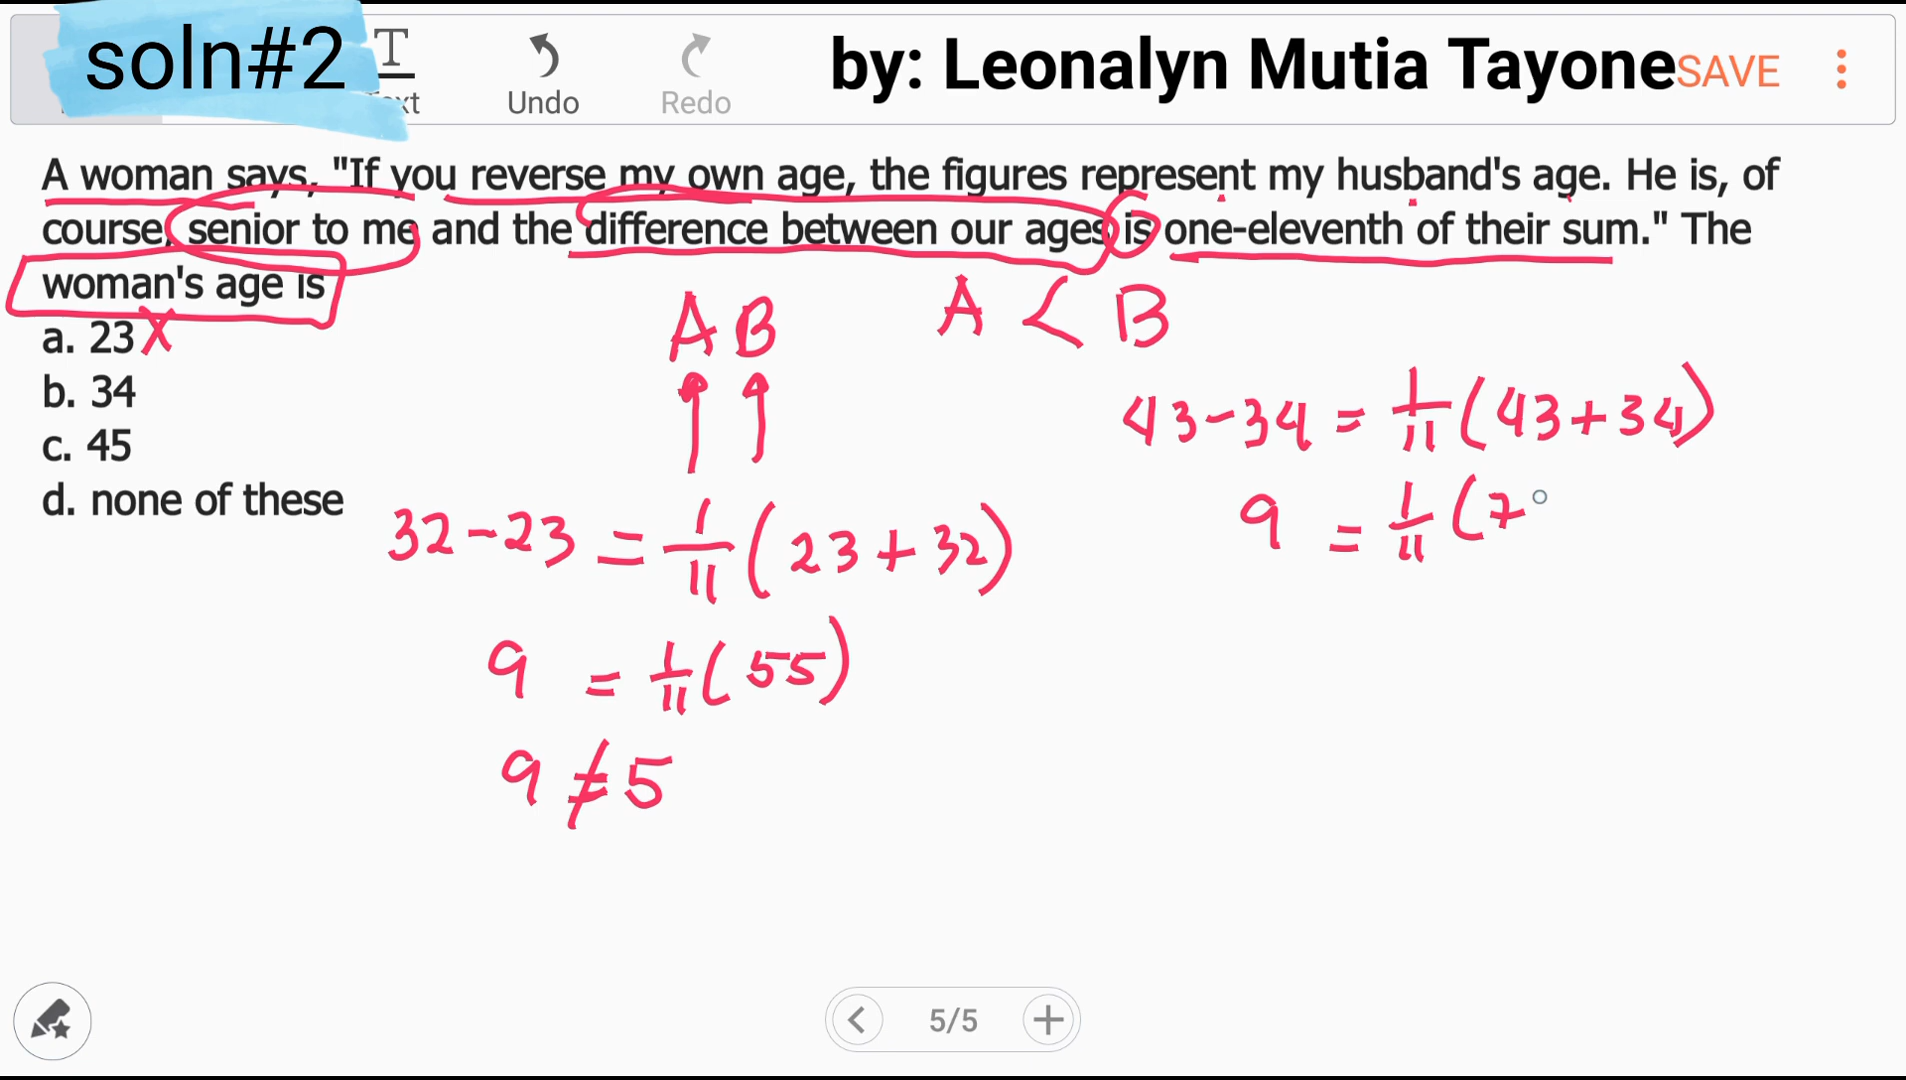 soln#2
T
Undo
Redo
by: Leonalyn Mutia Tayone
SAVE
A woman says, "If you reverse my own age, the figures represent my husband's age. He is, of
course, senior to me and the difference between our ages is one-eleventh of their sum." The
woman's age is
a. 23 X
b. 34
c. 45
d. none of these
A B
A < B
32-23 = 1/11 (23+32)
9 = 1/11 (55)
9 ≠ 5
43-34 = 1/11 (43+34)
9 = 1/11 (7
5/5